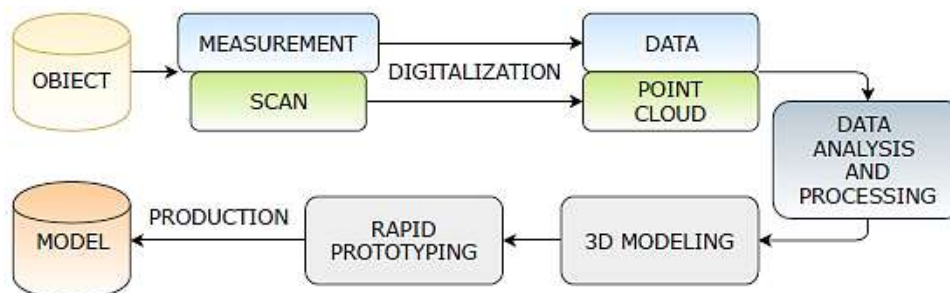 OBIECT
MEASUREMENT
SCAN
DIGITALIZATION
DATA
POINT
CLOUD
DATA
ANALYSIS
AND
PROCESSING
3D MODELING
RAPID
PROTOTYPING
PRODUCTION
MODEL